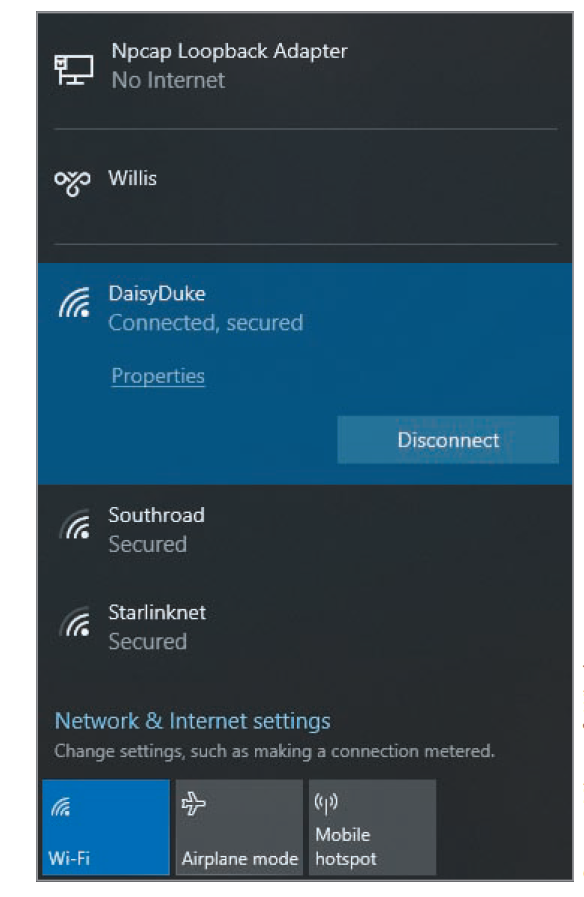 Npcap Loopback Adapter
No Internet
Willis
DaisyDuke
Connected, secured
Properties
Disconnect
Southroad
Secured
Starlinknet
Secured
Network & Internet settings
Change settings, such as making a connection metered.
Wi-Fi
Airplane mode
Mobile
hotspot